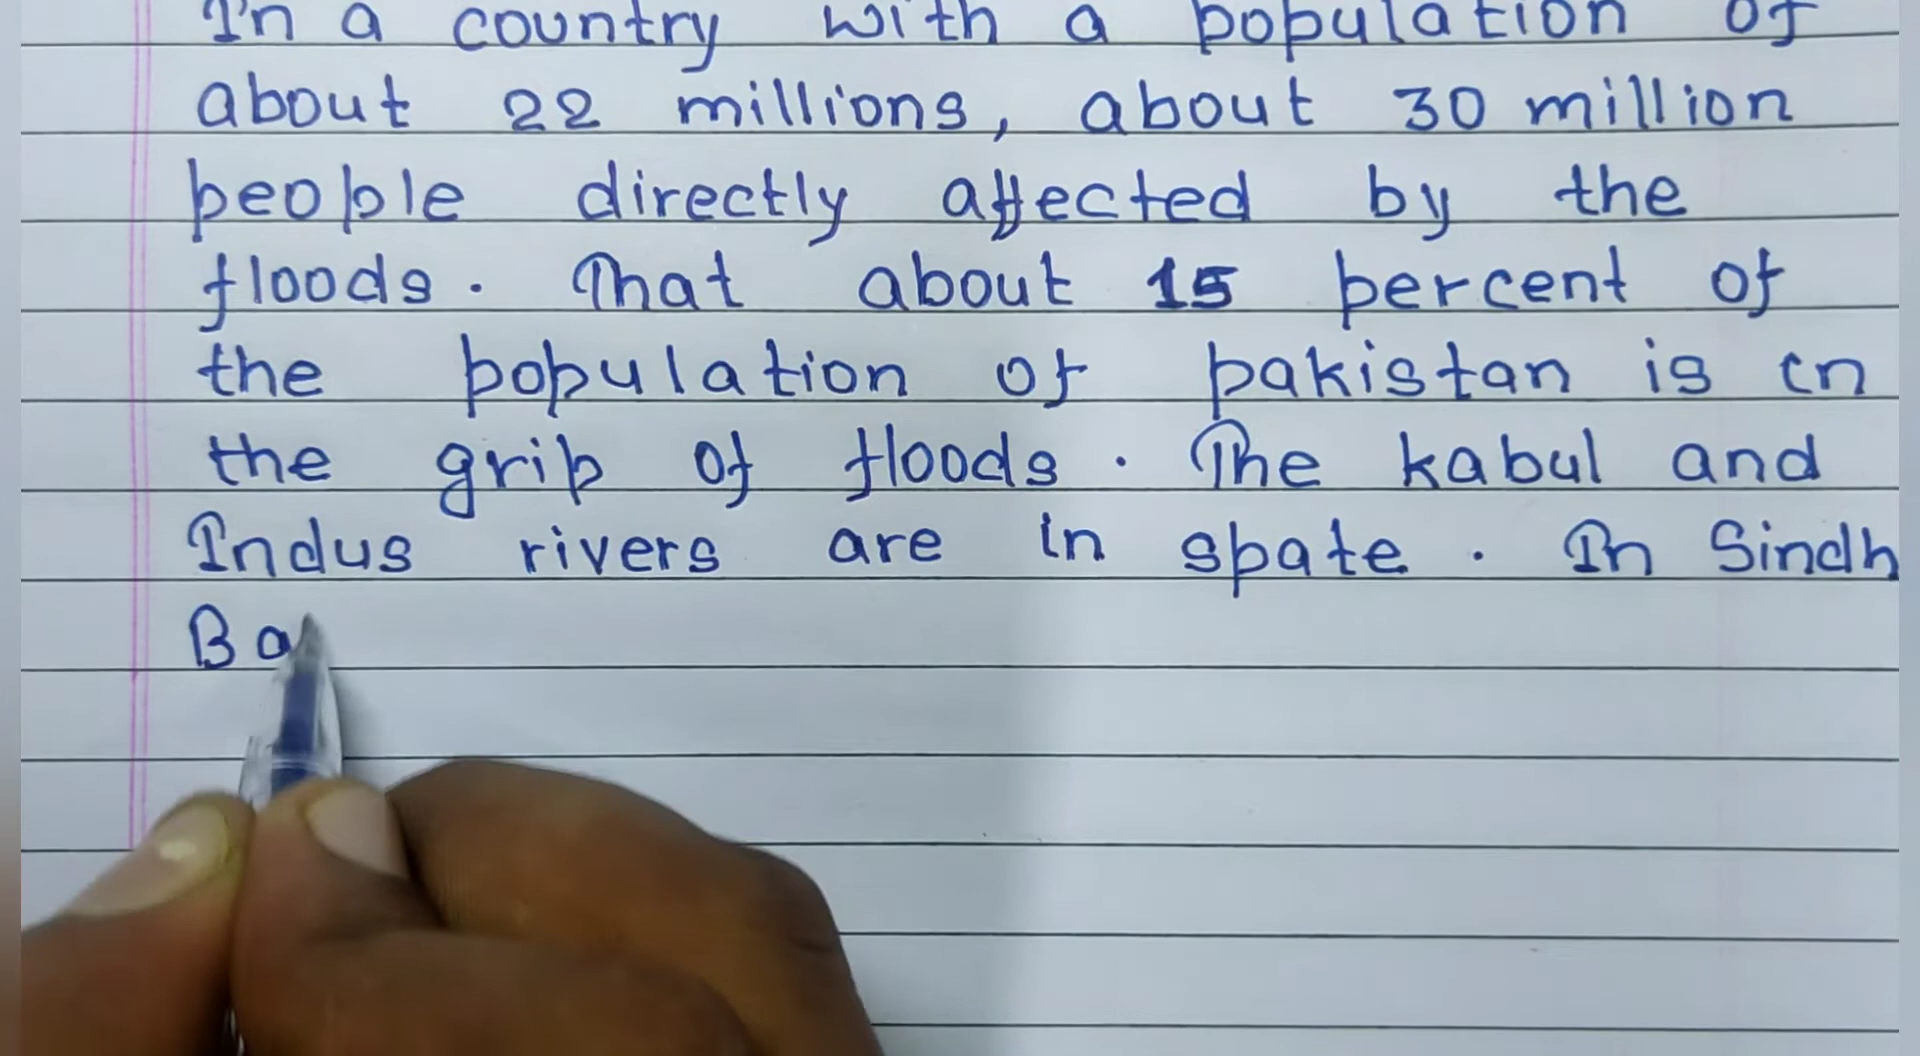 In a country with a population of
about 22 millions, about 30 million
people directly affected by the
floods. That about 15 percent of
the population of pakistan is in
the grip of floods. The kabul and
Indus rivers are in spate. In Sindh
Ba